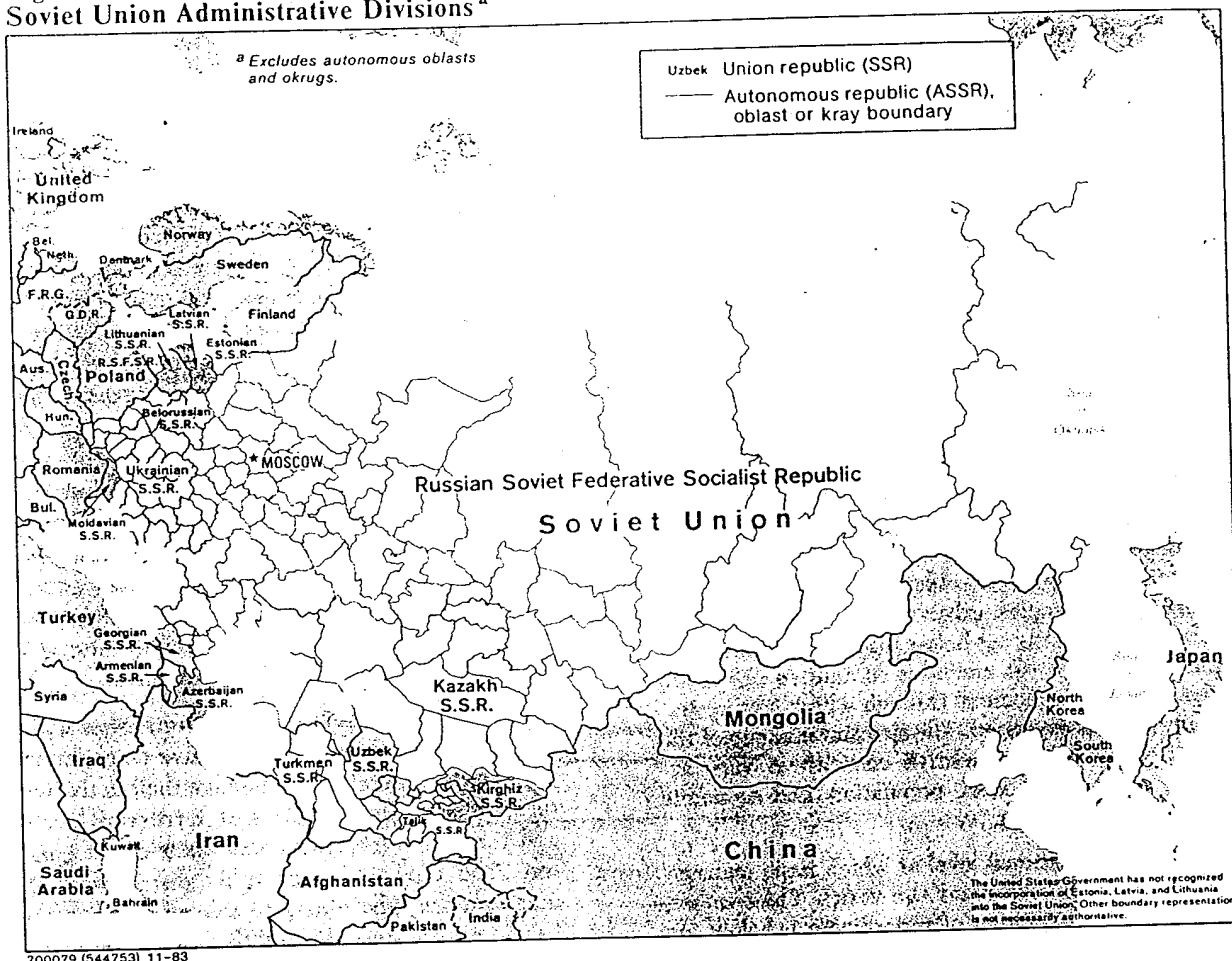 Soviet Union Administrative Divisions a
a Excludes autonomous oblasts
and okrugs.
Uzbek Union republic (SSR)
Autonomous republic (ASSR),
oblast or kray boundary
Ireland
United
Kingdom
Norway
Bel.
Neth.
Denmark
Sweden
F.R.G.
G.D.R.
Latvian
S.S.R.
Finland
Lithuanian
S.S.R.
Estonian
S.S.R.
R.S.F.S.R.
Aus.
Czech
Poland
Hun.
Belorussian
S.S.R.
Sea
Okhotsk
Romania
Ukrainian
S.S.R.
MOSCOW
Russian Soviet Federative Socialist Republic
Soviet Union
Bul.
Moldavian
S.S.R.
Turkey
Georgian
S.S.R.
Armenian
S.S.R.
Azerbaijan
S.S.R.
Syria
Kazakh
S.S.R.
Japan
Mongolia
North
Korea
South
Korea
Iraq
Turkmen
S.S.R.
Uzbek
S.S.R.
Kirghiz
S.S.R.
Tajik S.S.R.
Kuwait
Iran
China
Saudi
Arabia
Bahrain
Afghanistan
Pakistan
India
The United States Government has not recognized
the incorporation of Estonia, Latvia, and Lithuania
into the Soviet Union. Other boundary representation
is not necessarily authoritative.
700079 (544753) 11-83